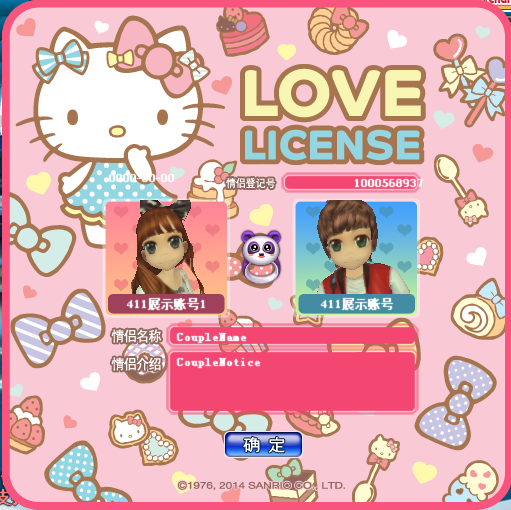 LOVE
LICENSE
0000-00-00
情侣登记号 1000568937
411展示账号1
411展示账号
情侣名称 CoupleName
情侣介绍 CoupleNotice
确 定
©1976, 2014 SANRIO CO., LTD.